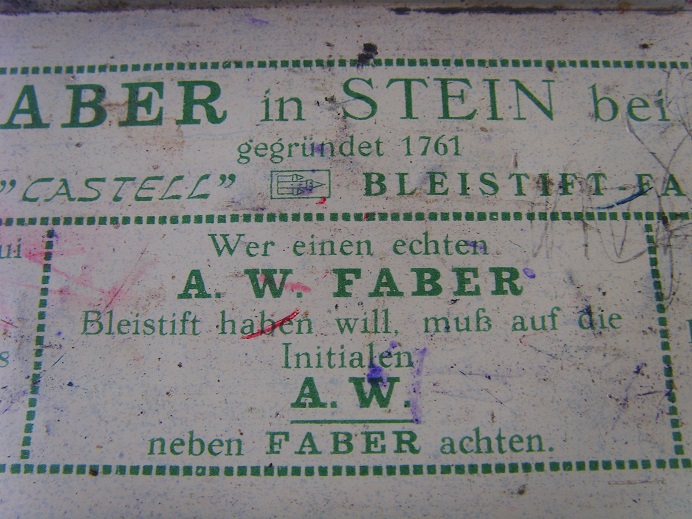 ABER in STEIN bei
gegründet 1761
"CASTELL" BLEISTIFT FA
ui
Wer einen echten
A. W. FABER
Bleistift haben will, muß auf die
s
Initialen
A. W.
neben FABER achten.